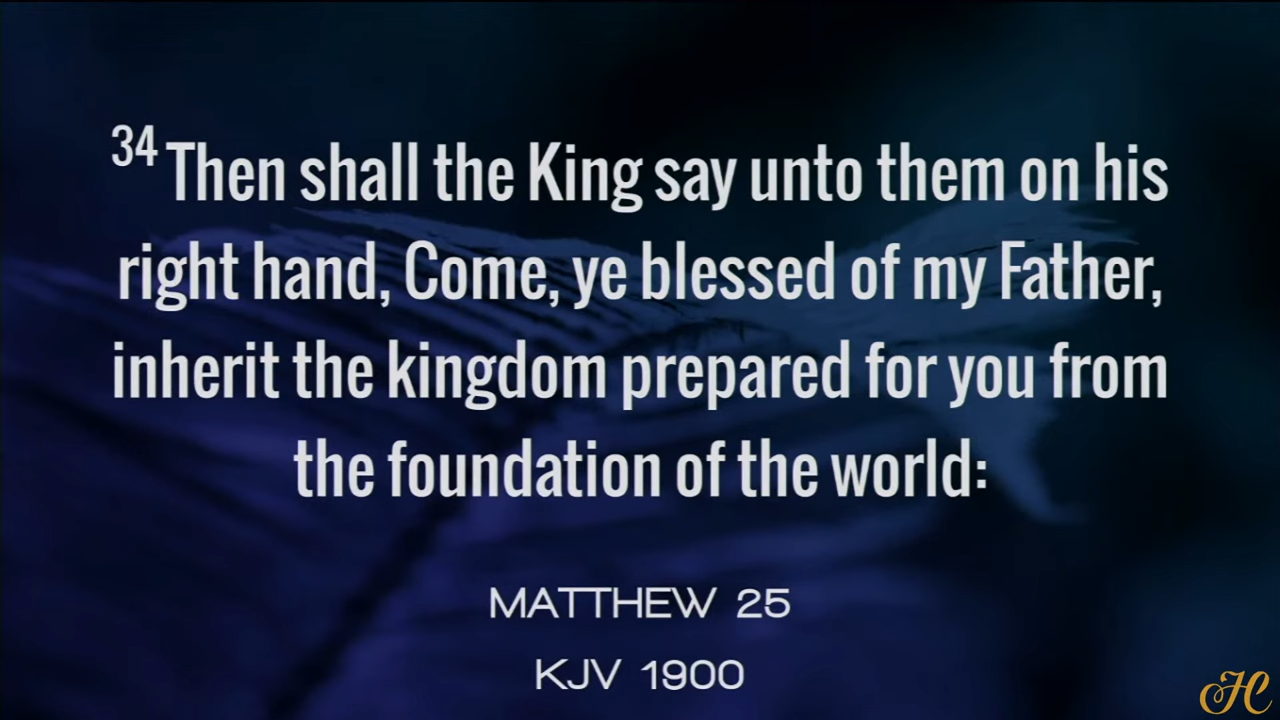 34 Then shall the King say unto them on his
right hand, Come, ye blessed of my Father,
inherit the kingdom prepared for you from
the foundation of the world:
MATTHEW 25
KJV 1900
HC